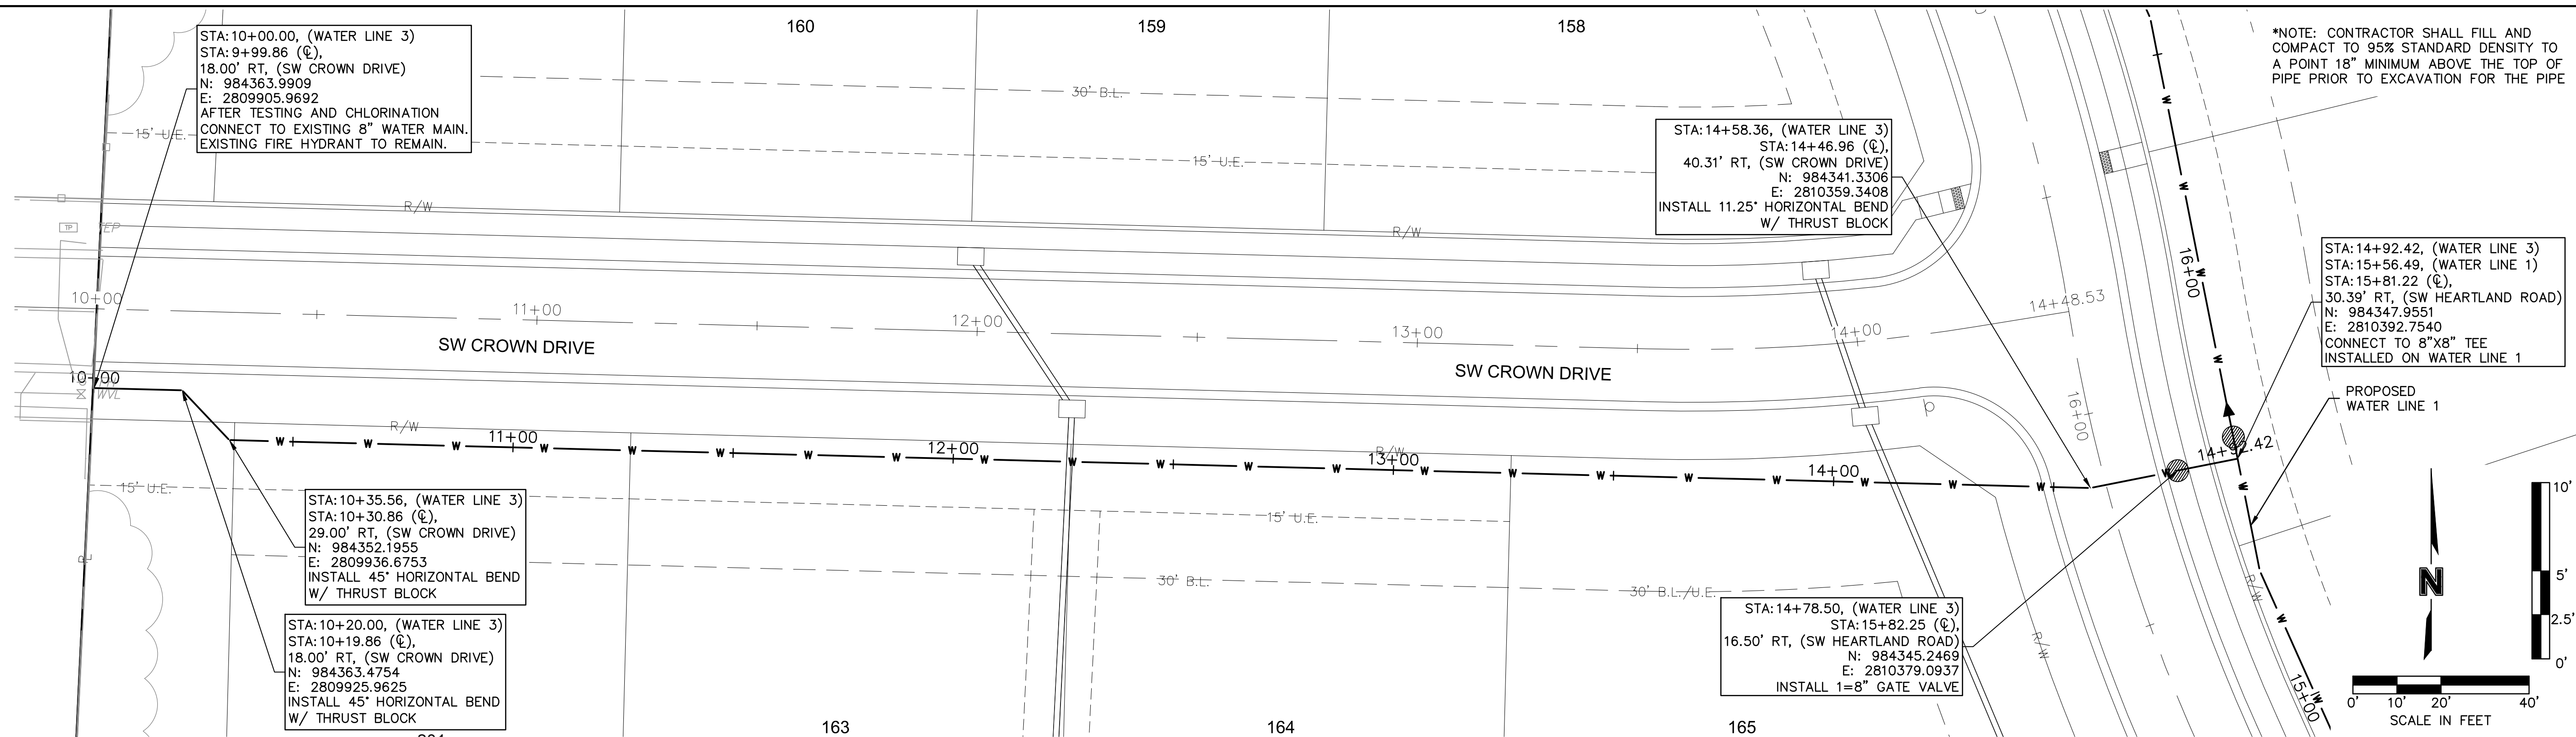 160
159
158
STA:10+00.00, (WATER LINE 3)
STA:9+99.86 (℄),
18.00' RT, (SW CROWN DRIVE)
N: 984363.9909
E: 2809905.9692
AFTER TESTING AND CHLORINATION
CONNECT TO EXISTING 8" WATER MAIN.
EXISTING FIRE HYDRANT TO REMAIN.
*NOTE: CONTRACTOR SHALL FILL AND
COMPACT TO 95% STANDARD DENSITY TO
A POINT 18" MINIMUM ABOVE THE TOP OF
PIPE PRIOR TO EXCAVATION FOR THE PIPE
30' B.L.
15' U.E.
15' U.E.
STA:14+58.36, (WATER LINE 3)
STA:14+46.96 (℄),
40.31' RT, (SW CROWN DRIVE)
N: 984341.3306
E: 2810359.3408
INSTALL 11.25° HORIZONTAL BEND
W/ THRUST BLOCK
R/W
R/W
TP
EP
STA:14+92.42, (WATER LINE 3)
STA:15+56.49, (WATER LINE 1)
STA:15+81.22 (℄),
30.39' RT, (SW HEARTLAND ROAD)
N: 984347.9551
E: 2810392.7540
CONNECT TO 8"X8" TEE
INSTALLED ON WATER LINE 1
16+00
10+00
11+00
12+00
13+00
14+00
14+48.53
SW CROWN DRIVE
SW CROWN DRIVE
10+00
WVL
PROPOSED
WATER LINE 1
16+00
R/W
R/W
W W W W W W W W W W W W W W W W W W W W W
11+00
12+00
13+00
14+00
14+92.42
15' U.E.
15' U.E.
STA:10+35.56, (WATER LINE 3)
STA:10+30.86 (℄),
29.00' RT, (SW CROWN DRIVE)
N: 984352.1955
E: 2809936.6753
INSTALL 45° HORIZONTAL BEND
W/ THRUST BLOCK
30' B.L.
30' B.L./U.E.
STA:10+20.00, (WATER LINE 3)
STA:10+19.86 (℄),
18.00' RT, (SW CROWN DRIVE)
N: 984363.4754
E: 2809925.9625
INSTALL 45° HORIZONTAL BEND
W/ THRUST BLOCK
STA:14+78.50, (WATER LINE 3)
STA:15+82.25 (℄),
16.50' RT, (SW HEARTLAND ROAD)
N: 984345.2469
E: 2810379.0937
INSTALL 1=8" GATE VALVE
R/W
R/W
15+00
N
10'
5'
2.5'
0'
0' 10' 20' 40'
SCALE IN FEET
163
164
165